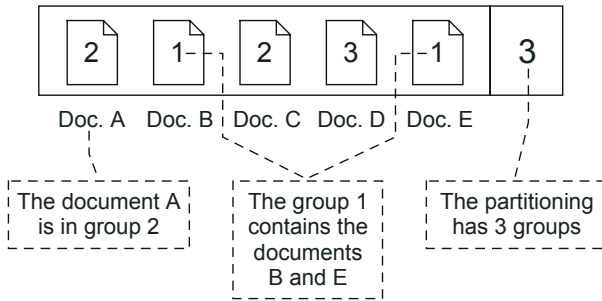 2 1 2 3 1 3
Doc. A Doc. B Doc. C Doc. D Doc. E
The document A
is in group 2
The group 1
contains the
documents
B and E
The partitioning
has 3 groups